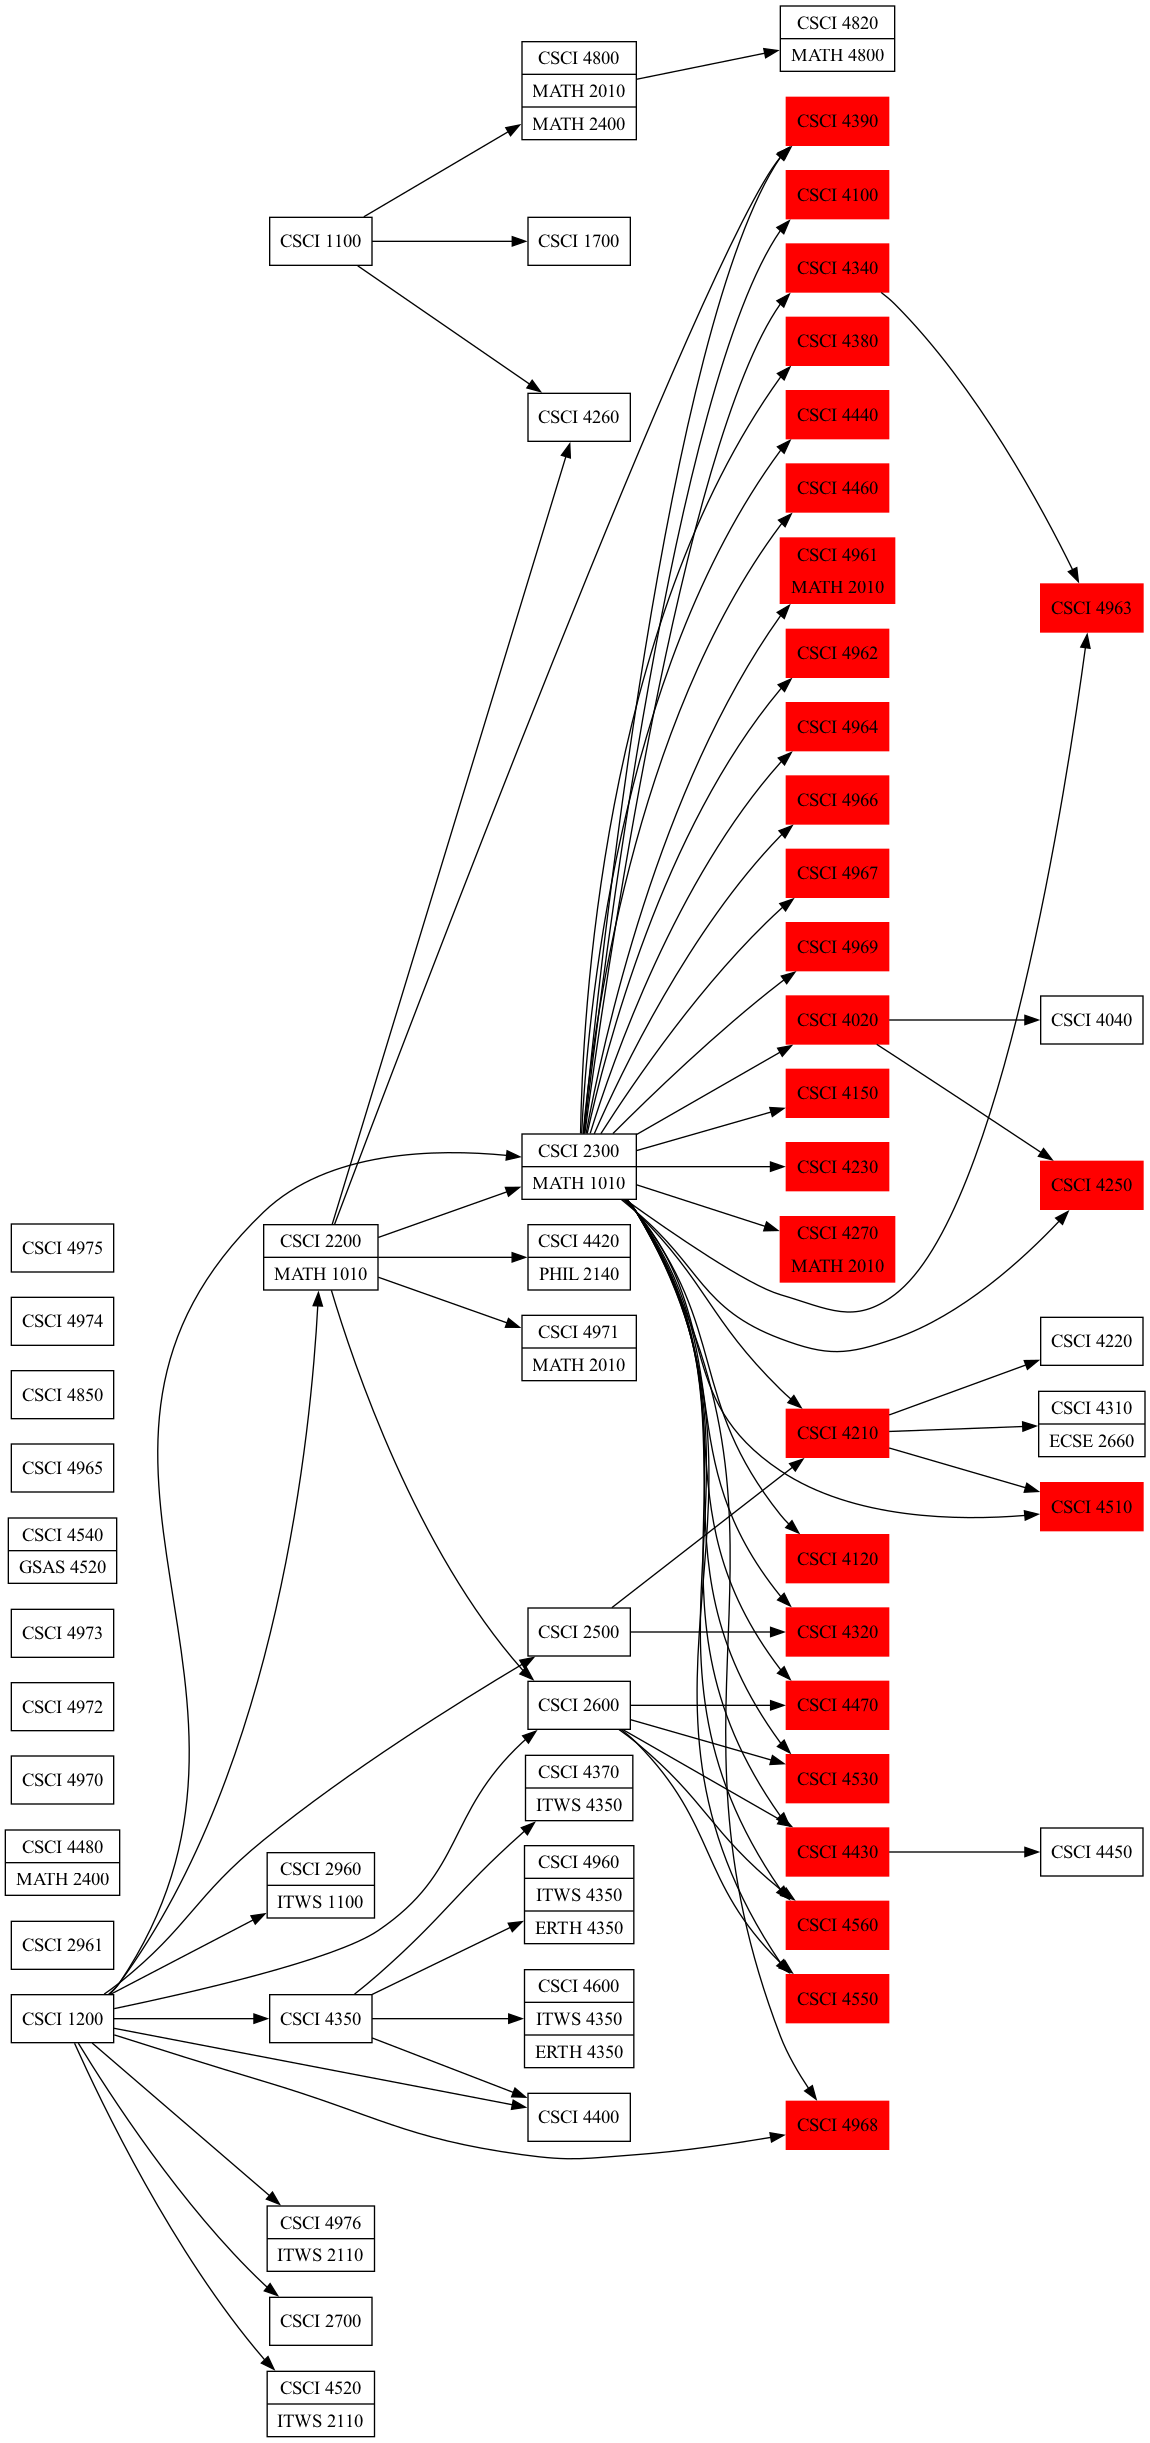 CSCI 4820
MATH 4800
CSCI 4800
MATH 2010
MATH 2400
CSCI 4390
CSCI 4100
CSCI 1100
CSCI 1700
CSCI 4340
CSCI 4380
CSCI 4260
CSCI 4440
CSCI 4460
CSCI 4961
MATH 2010
CSCI 4963
CSCI 4962
CSCI 4964
CSCI 4966
CSCI 4967
CSCI 4969
CSCI 4020
CSCI 4040
CSCI 4150
CSCI 2300
MATH 1010
CSCI 4230
CSCI 4250
CSCI 4270
MATH 2010
CSCI 4975
CSCI 2200
MATH 1010
CSCI 4420
PHIL 2140
CSCI 4974
CSCI 4971
MATH 2010
CSCI 4220
CSCI 4850
CSCI 4310
ECSE 2660
CSCI 4210
CSCI 4965
CSCI 4510
CSCI 4540
GSAS 4520
CSCI 4120
CSCI 4973
CSCI 2500
CSCI 4320
CSCI 4972
CSCI 2600
CSCI 4470
CSCI 4970
CSCI 4370
ITWS 4350
CSCI 4530
CSCI 4480
MATH 2400
CSCI 4430
CSCI 4450
CSCI 2960
ITWS 1100
CSCI 4960
ITWS 4350
ERTH 4350
CSCI 4560
CSCI 2961
CSCI 4550
CSCI 1200
CSCI 4350
CSCI 4600
ITWS 4350
ERTH 4350
CSCI 4400
CSCI 4968
CSCI 4976
ITWS 2110
CSCI 2700
CSCI 4520
ITWS 2110